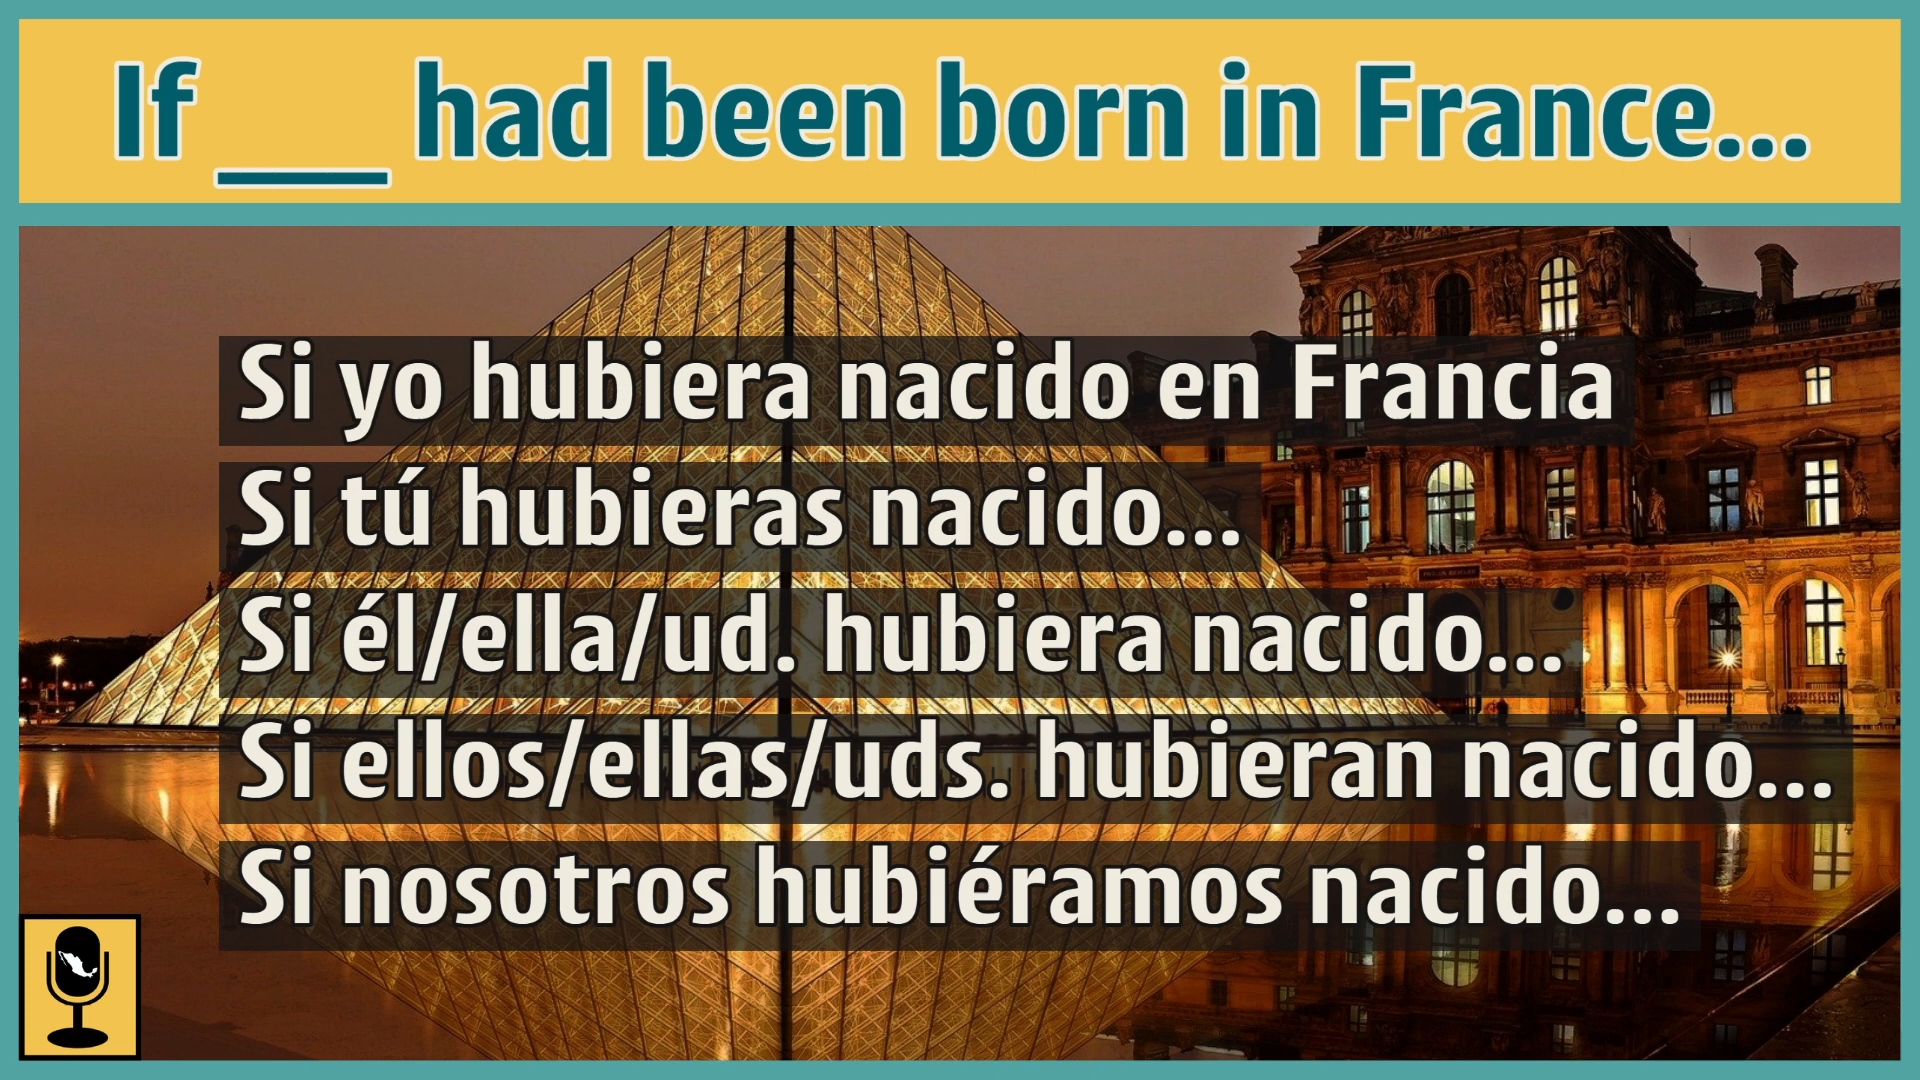 If ___ had been born in France...
Si yo hubiera nacido en Francia
Si tú hubieras nacido...
Si él/ella/ud. hubiera nacido...
Si ellos/ellas/uds. hubieran nacido...
Si nosotros hubiéramos nacido...